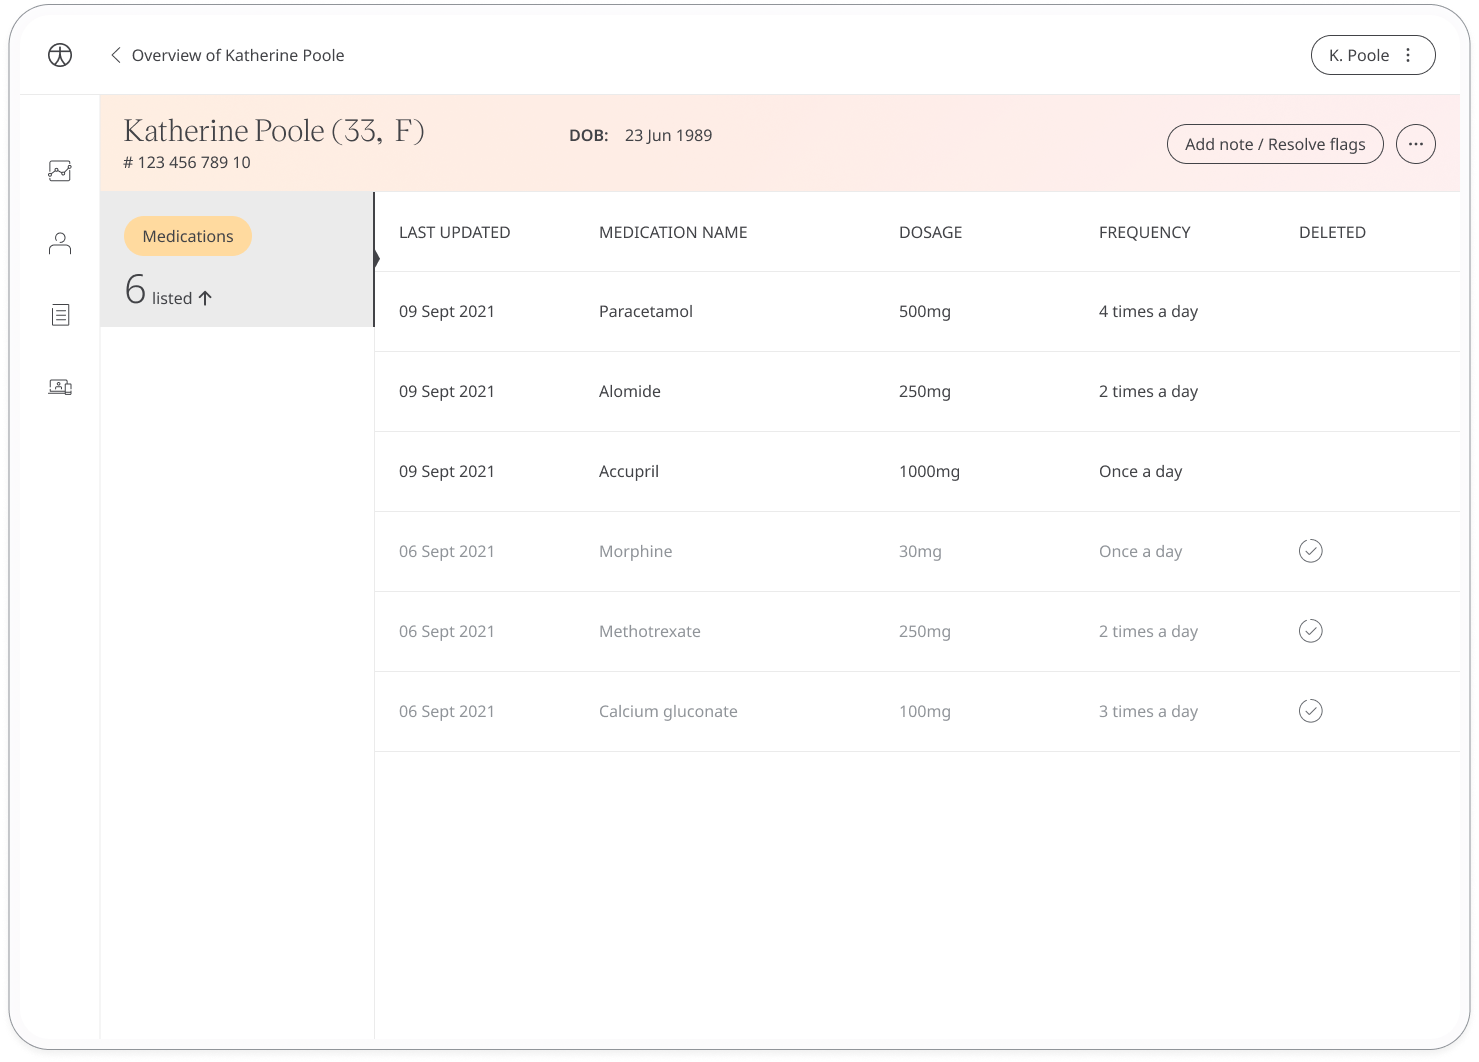 Overview of Katherine Poole
K. Poole
Katherine Poole (33, F)
# 123 456 789 10
DOB: 23 Jun 1989
Add note / Resolve flags
Medications
6 listed
LAST UPDATED MEDICATION NAME DOSAGE FREQUENCY DELETED
09 Sept 2021 Paracetamol 500mg 4 times a day
09 Sept 2021 Alomide 250mg 2 times a day
09 Sept 2021 Accupril 1000mg Once a day
06 Sept 2021 Morphine 30mg Once a day
06 Sept 2021 Methotrexate 250mg 2 times a day
06 Sept 2021 Calcium gluconate 100mg 3 times a day